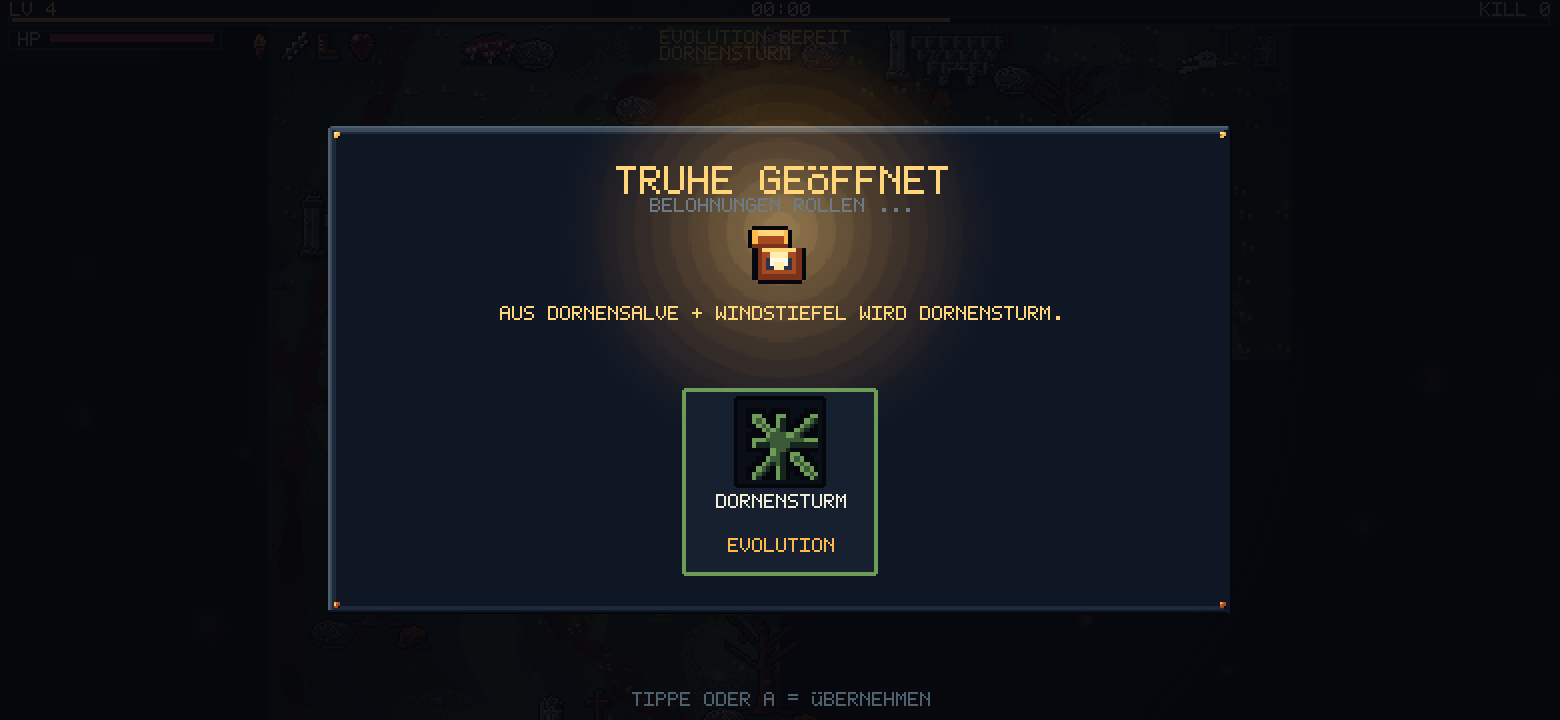 LV 4
00:00
KILL 0
HP
EVOLUTION BEREIT
DORNENSTURM
TRUHE GEöFFNET
BELOHNUNGEN ROLLEN ...
AUS DORNENSALVE + WINDSTIEFEL WIRD DORNENSTURM.
DORNENSTURM
EVOLUTION
TIPPE ODER A = üBERNEHMEN